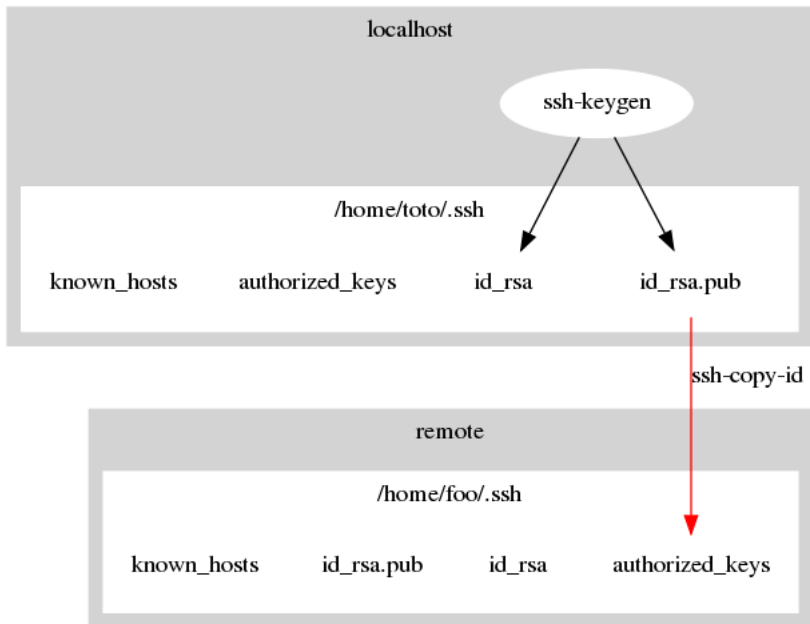 localhost
ssh-keygen
/home/toto/.ssh
known_hosts authorized_keys id_rsa id_rsa.pub
ssh-copy-id
remote
/home/foo/.ssh
known_hosts id_rsa.pub id_rsa authorized_keys